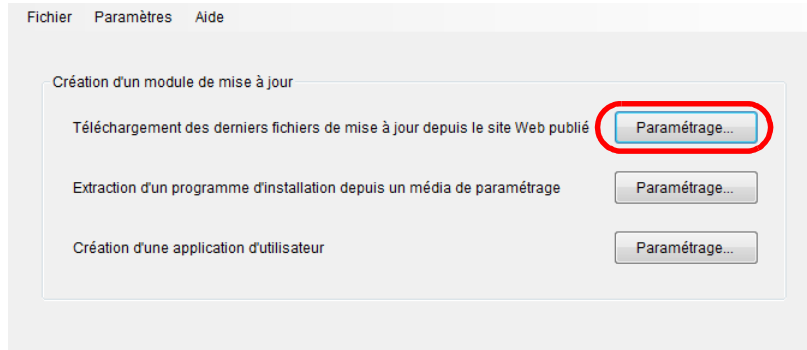 Fichier Paramètres Aide
Création d'un module de mise à jour
Téléchargement des derniers fichiers de mise à jour depuis le site Web publié Paramétrage...
Extraction d'un programme d'installation depuis un média de paramétrage Paramétrage...
Création d'une application d'utilisateur Paramétrage...